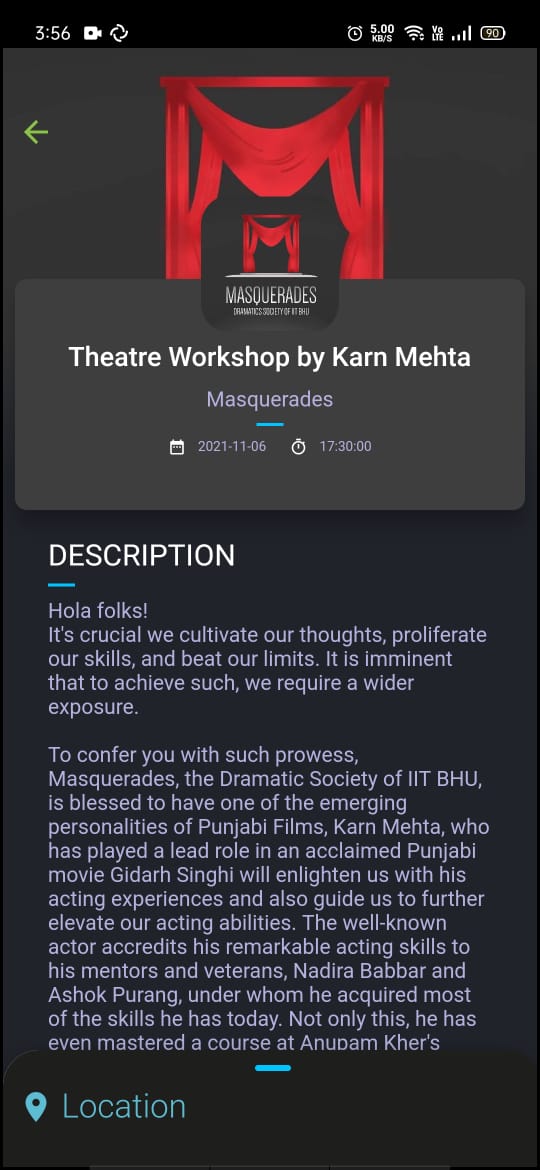 3:56
5.00
KB/S
Vo
LTE
90
MASQUERADES
DRAMATICS SOCIETY OF IIT BHU
Theatre Workshop by Karn Mehta
Masquerades
2021-11-06 17:30:00
DESCRIPTION
Hola folks!
It's crucial we cultivate our thoughts, proliferate
our skills, and beat our limits. It is imminent
that to achieve such, we require a wider
exposure.
To confer you with such prowess,
Masquerades, the Dramatic Society of IIT BHU,
is blessed to have one of the emerging
personalities of Punjabi Films, Karn Mehta, who
has played a lead role in an acclaimed Punjabi
movie Gidarh Singhi will enlighten us with his
acting experiences and also guide us to further
elevate our acting abilities. The well-known
actor accredits his remarkable acting skills to
his mentors and veterans, Nadira Babbar and
Ashok Purang, under whom he acquired most
of the skills he has today. Not only this, he has
even mastered a course at Anupam Kher's
Location